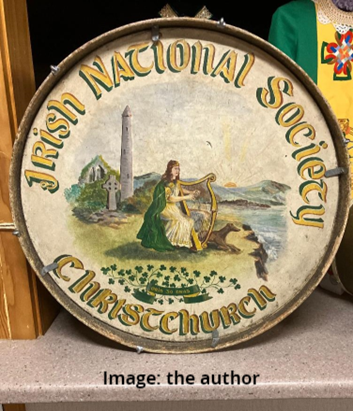 Irish National Society
Christchurch
Image: the author